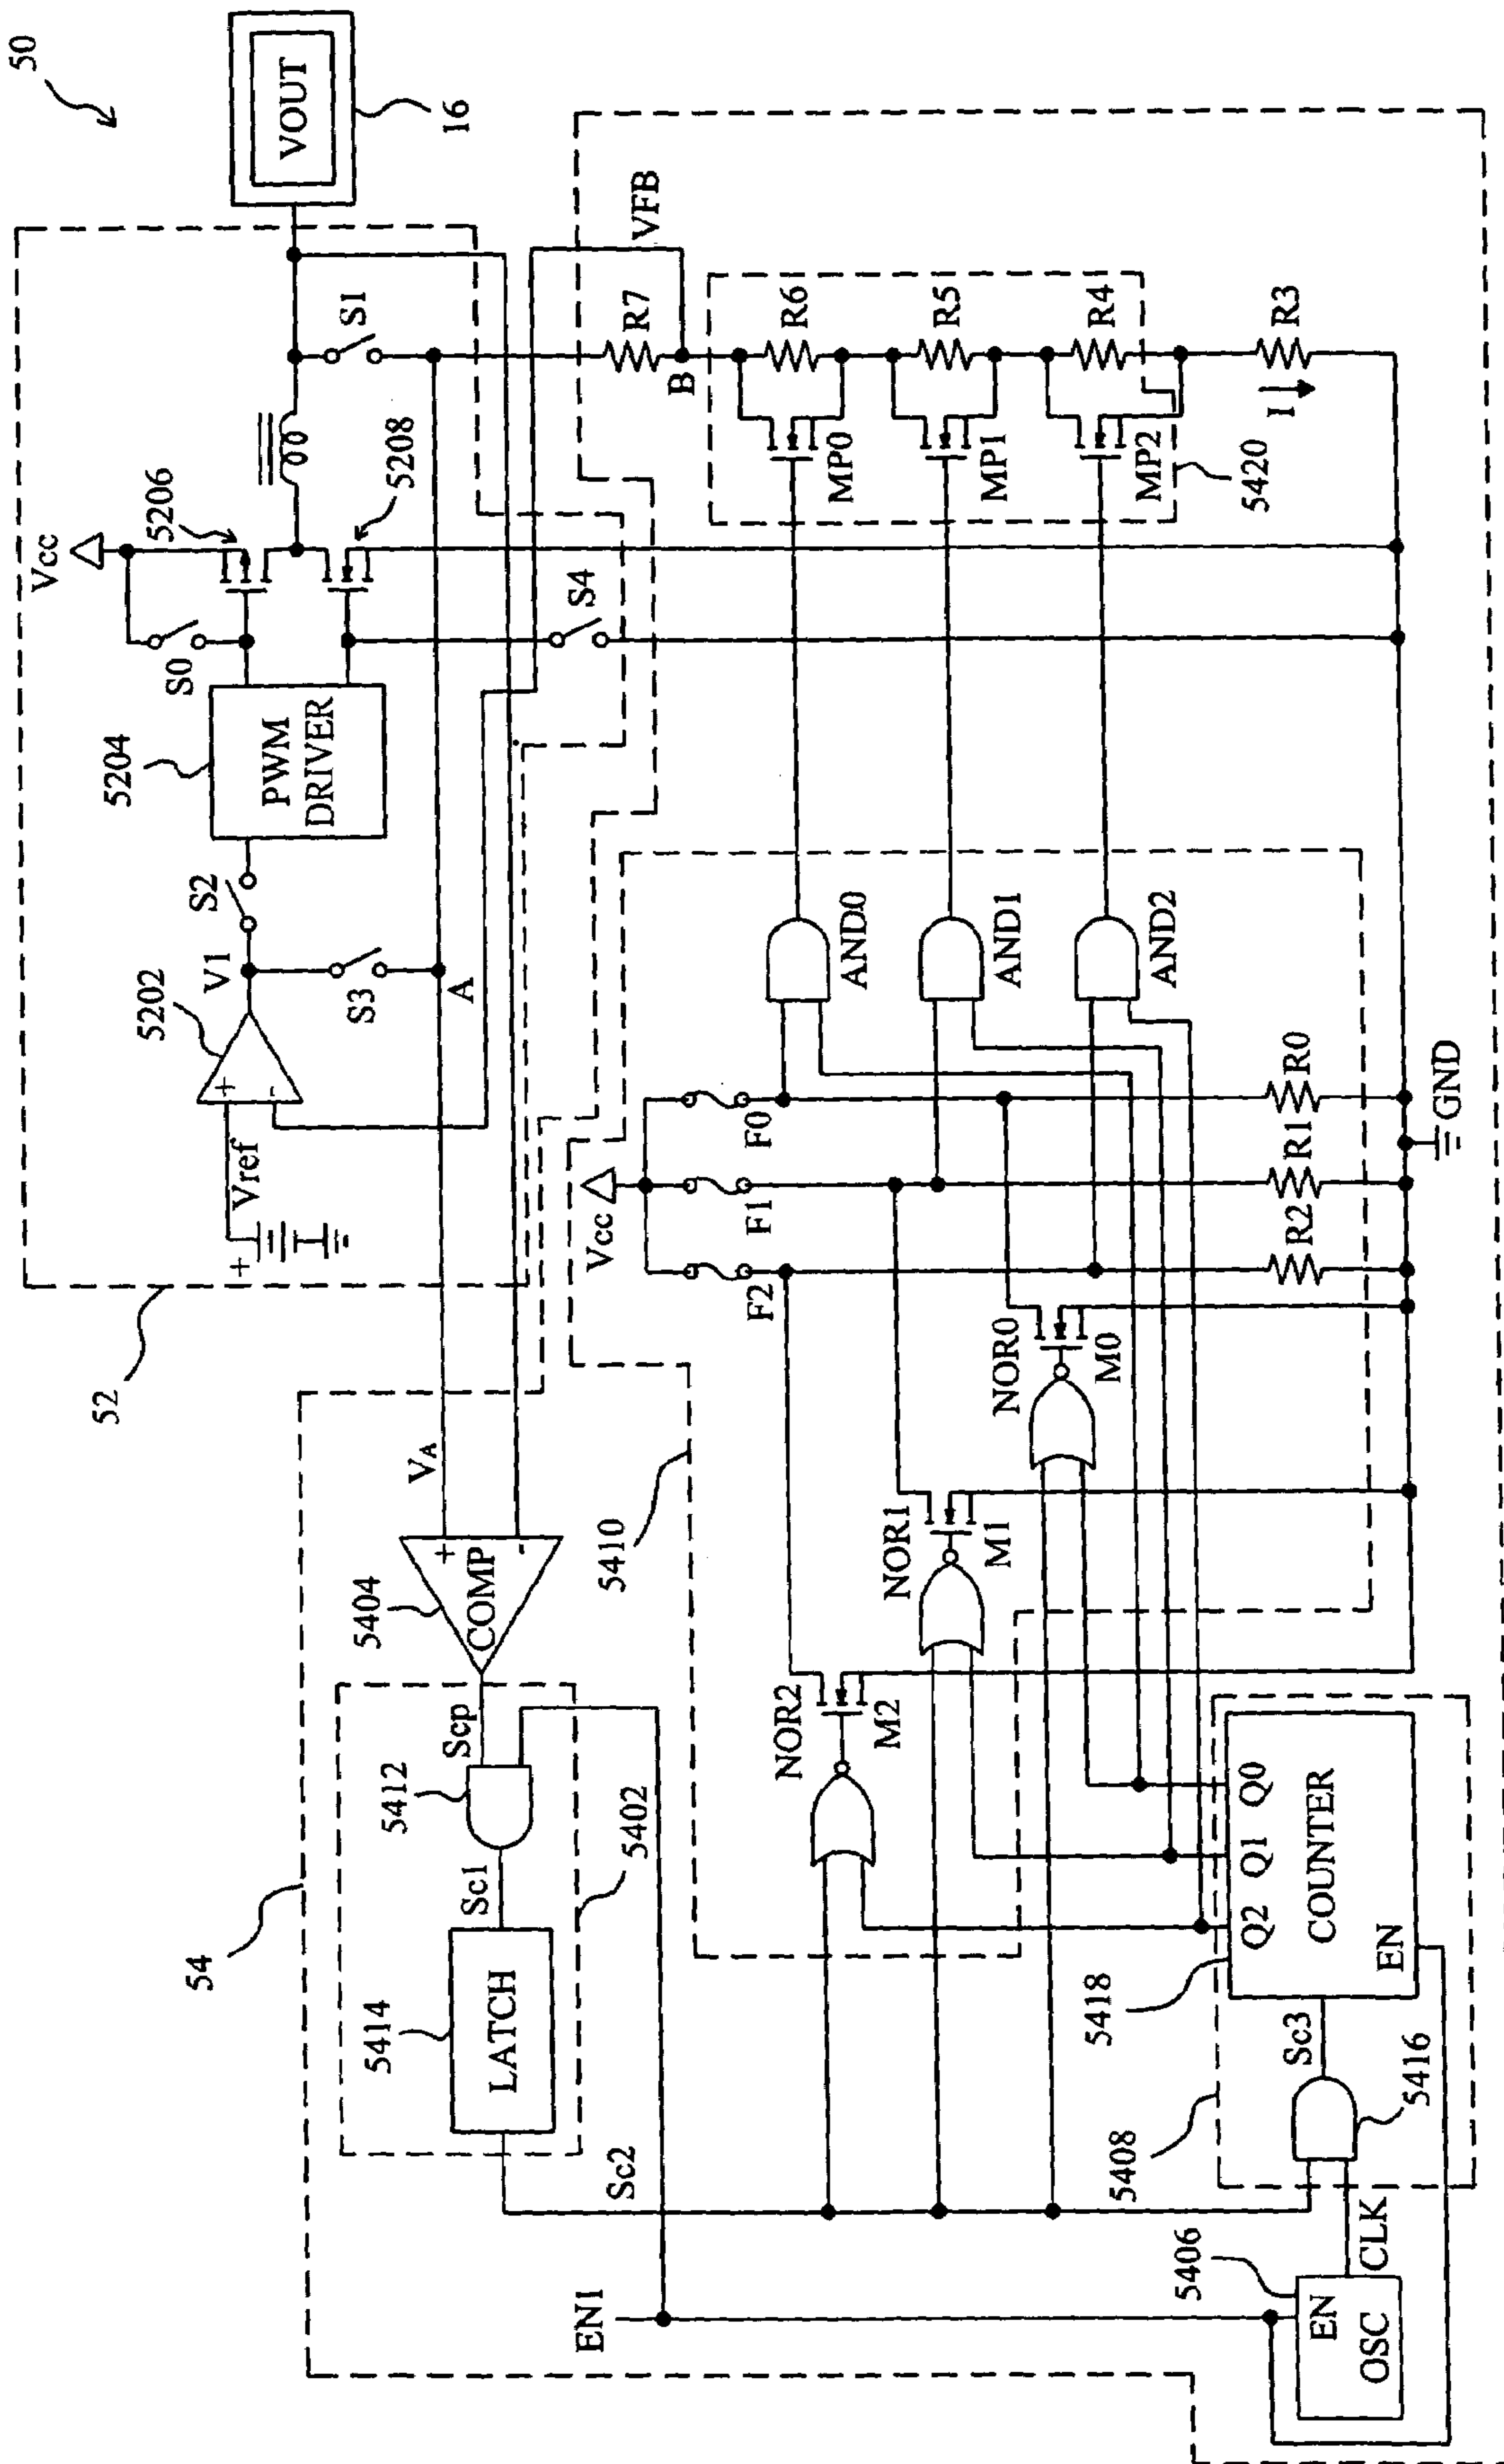 50
VOUT
16
52
Vcc
5206
5208
S0
S1
5204
PWM
DRIVER
S2
V1
5202
+
-
S3
A
S4
Vref
+
VFB
R7
B
R6
R5
R4
R3
I
MP0
MP1
MP2
5420
54
VA
5404
COMP
+
-
Scp
5412
Sc1
5402
5414
LATCH
Sc2
EN1
5410
Vcc
F0
F1
F2
AND0
AND1
AND2
R0
R1
R2
GND
NOR0
M0
NOR1
M1
NOR2
M2
5418
Q2
Q1
Q0
COUNTER
EN
Sc3
5416
5408
5406
CLK
EN
OSC